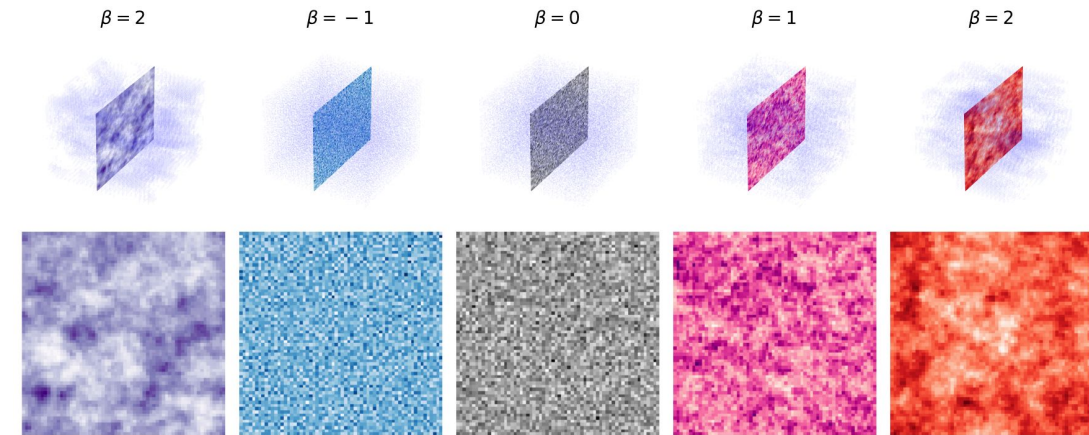 β = 2 β = −1 β = 0 β = 1 β = 2